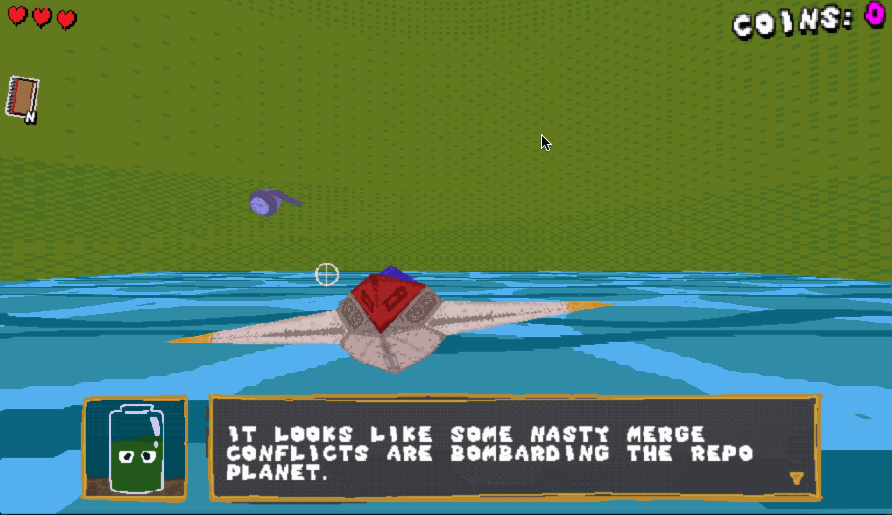 COINS: 0
N
IT LOOKS LIKE SOME NASTY MERGE
CONFLICTS ARE BOMBARDING THE REPO
PLANET.